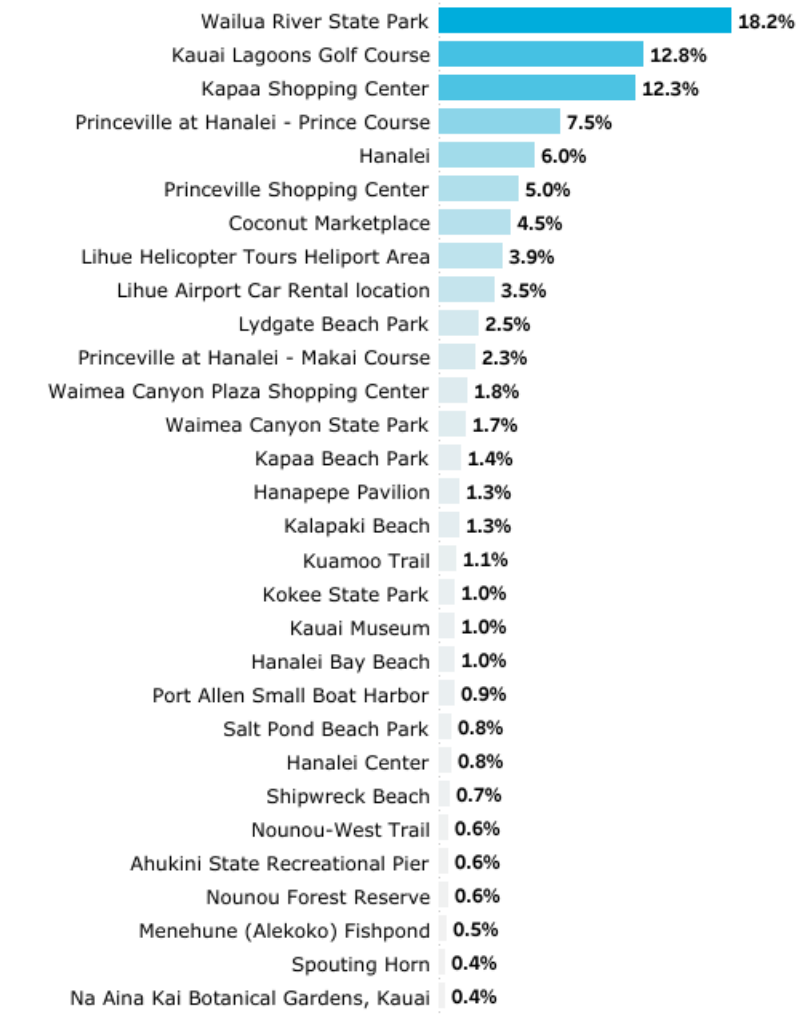 Wailua River State Park 18.2%
Kauai Lagoons Golf Course 12.8%
Kapaa Shopping Center 12.3%
Princeville at Hanalei - Prince Course 7.5%
Hanalei 6.0%
Princeville Shopping Center 5.0%
Coconut Marketplace 4.5%
Lihue Helicopter Tours Heliport Area 3.9%
Lihue Airport Car Rental location 3.5%
Lydgate Beach Park 2.5%
Princeville at Hanalei - Makai Course 2.3%
Waimea Canyon Plaza Shopping Center 1.8%
Waimea Canyon State Park 1.7%
Kapaa Beach Park 1.4%
Hanapepe Pavilion 1.3%
Kalapaki Beach 1.3%
Kuamoo Trail 1.1%
Kokee State Park 1.0%
Kauai Museum 1.0%
Hanalei Bay Beach 1.0%
Port Allen Small Boat Harbor 0.9%
Salt Pond Beach Park 0.8%
Hanalei Center 0.8%
Shipwreck Beach 0.7%
Nounou-West Trail 0.6%
Ahukini State Recreational Pier 0.6%
Nounou Forest Reserve 0.6%
Menehune (Alekoko) Fishpond 0.5%
Spouting Horn 0.4%
Na Aina Kai Botanical Gardens, Kauai 0.4%